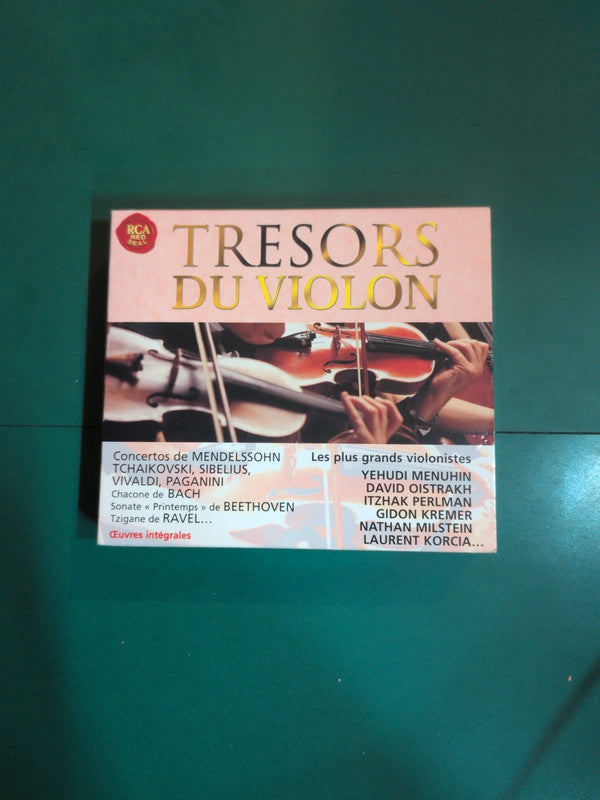 RCA
RED
SEAL
TRESORS
DU VIOLON
Concertos de MENDELSSOHN
TCHAIKOVSKI, SIBELIUS,
VIVALDI, PAGANINI
Chacone de BACH
Sonate « Printemps » de BEETHOVEN
Tzigane de RAVEL...
Œuvres intégrales
Les plus grands violonistes
YEHUDI MENUHIN
DAVID OISTRAKH
ITZHAK PERLMAN
GIDON KREMER
NATHAN MILSTEIN
LAURENT KORCIA...